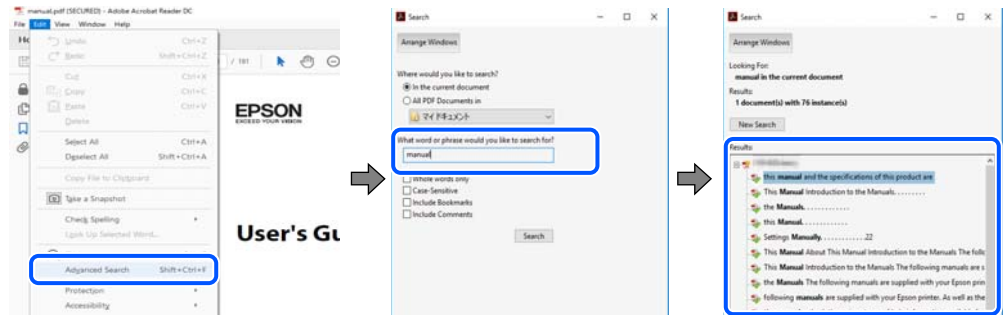 manual.pdf (SECURED) - Adobe Acrobat Reader DC
File Edit View Window Help
Undo Ctrl+Z
Redo Shift+Ctrl+Z
Cut Ctrl+X
Copy Ctrl+C
Paste Ctrl+V
Delete
Select All Ctrl+A
Deselect All Shift+Ctrl+A
Copy File to Clipboard
Take a Snapshot
Check Spelling
Look Up Selected Word...
Advanced Search Shift+Ctrl+F
Protection
Accessibility
/ 181
EPSON
EXCEED YOUR VISION
User's Gu
Search
Arrange Windows
Where would you like to search?
In the current document
All PDF Documents in
マイ ドキュメント
What word or phrase would you like to search for?
manual
Whole words only
Case-Sensitive
Include Bookmarks
Include Comments
Search
Search
Arrange Windows
Looking For:
manual in the current document
Results:
1 document(s) with 76 instance(s)
New Search
Results:
this manual and the specifications of this product are
This Manual Introduction to the Manuals. . . . . . . . .
the Manuals. . . . . . . . . . . . .
this Manual. . . . . . . . . . . . .
Settings Manually. . . . . . . . . . . .22
This Manual About This Manual Introduction to the Manuals The follo
This Manual Introduction to the Manuals The following manuals are s
the Manuals The following manuals are supplied with your Epson prin
following manuals are supplied with your Epson printer. As well as the